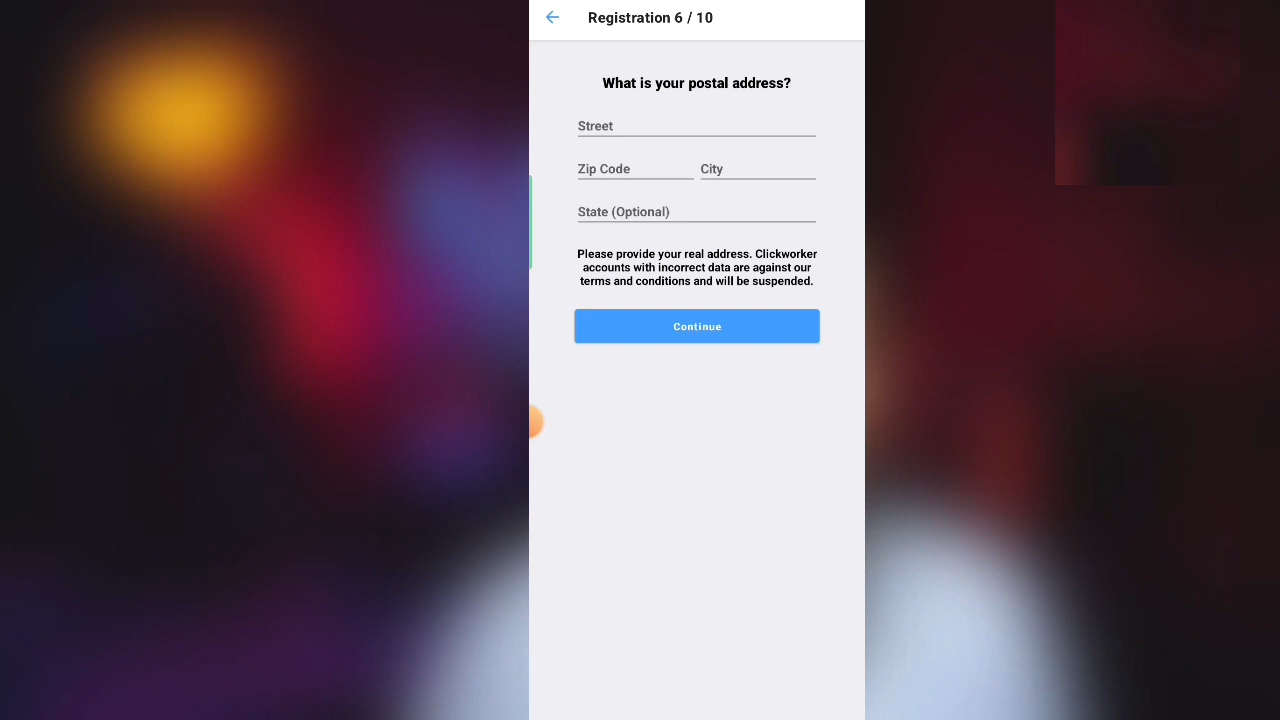 Registration 6 / 10
What is your postal address?
Street
Zip Code City
State (Optional)
Please provide your real address. Clickworker
accounts with incorrect data are against our
terms and conditions and will be suspended.
Continue